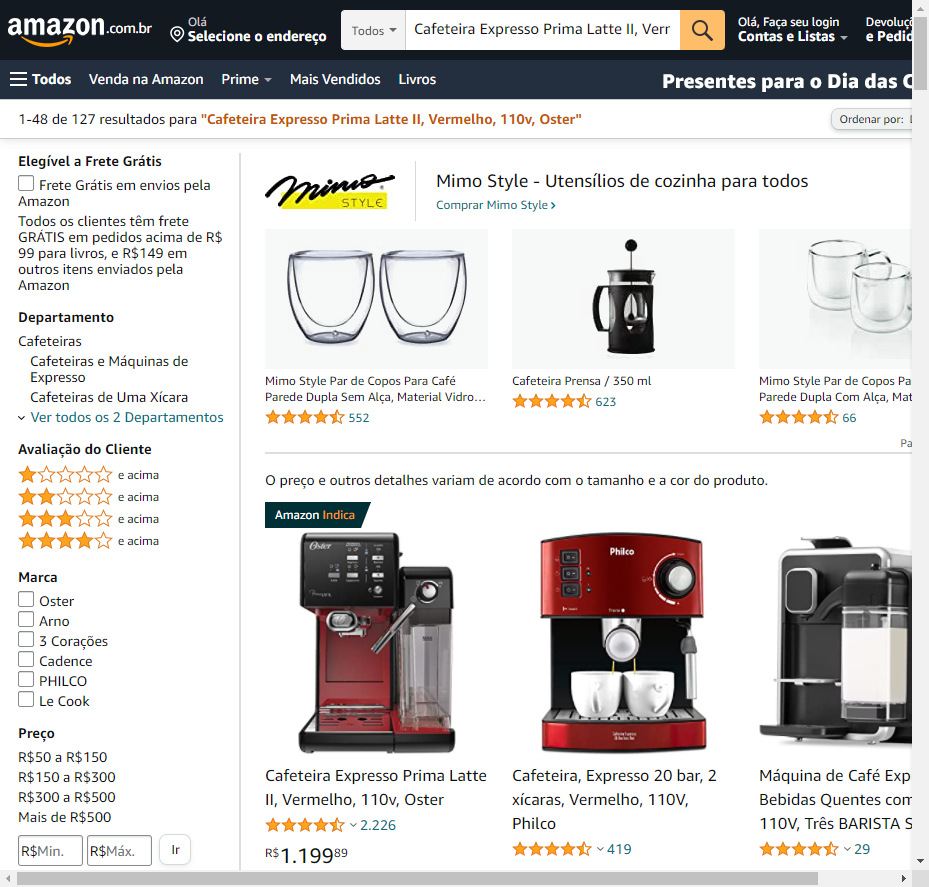 amazon.com.br
Olá
Selecione o endereço
Todos
Cafeteira Expresso Prima Latte II, Verr
Olá, Faça seu login
Contas e Listas
Devoluçõ
e Pedid
Todos
Venda na Amazon
Prime
Mais Vendidos
Livros
Presentes para o Dia das
1-48 de 127 resultados para "Cafeteira Expresso Prima Latte II, Vermelho, 110v, Oster"
Ordenar por:
Elegível a Frete Grátis
Frete Grátis em envios pela
Amazon
Todos os clientes têm frete
GRÁTIS em pedidos acima de R$
99 para livros, e R$149 em
outros itens enviados pela
Amazon
Departamento
Cafeteiras
Cafeteiras e Máquinas de
Expresso
Cafeteiras de Uma Xícara
Ver todos os 2 Departamentos
Avaliação do Cliente
e acima
e acima
e acima
e acima
Marca
Oster
Arno
3 Corações
Cadence
PHILCO
Le Cook
Preço
R$50 a R$150
R$150 a R$300
R$300 a R$500
Mais de R$500
R$ Min.
R$ Máx.
Ir
mimo
STYLE
Mimo Style - Utensílios de cozinha para todos
Comprar Mimo Style ›
Mimo Style Par de Copos Para Café
Parede Dupla Sem Alça, Material Vidro…
552
Cafeteira Prensa / 350 ml
623
Mimo Style Par de Copos Pa
Parede Dupla Com Alça, Mat
66
Pa
O preço e outros detalhes variam de acordo com o tamanho e a cor do produto.
Amazon Indica
Oster
Cafeteira Expresso Prima Latte
II, Vermelho, 110v, Oster
2.226
R$1.19989
Philco
Cafeteira, Expresso 20 bar, 2
xícaras, Vermelho, 110V,
Philco
419
Máquina de Café Exp
Bebidas Quentes com
110V, Três BARISTA S
29